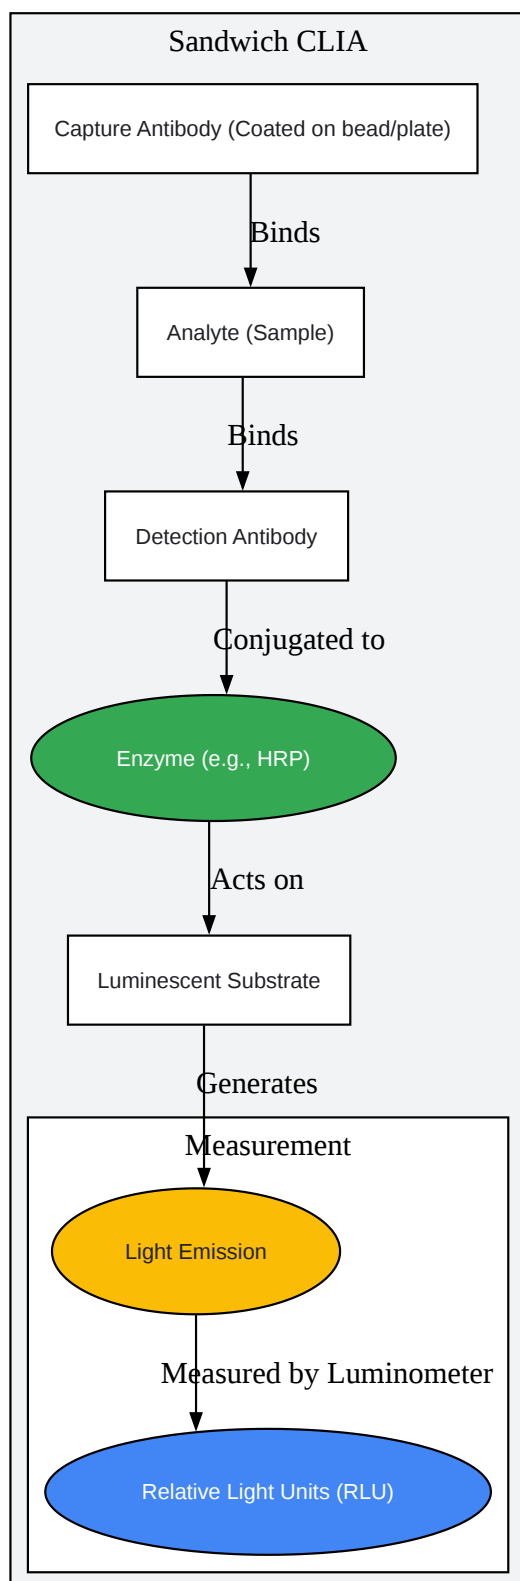 Sandwich CLIA
Capture Antibody (Coated on bead/plate)
Binds
Analyte (Sample)
Binds
Detection Antibody
Conjugated to
Enzyme (e.g., HRP)
Acts on
Luminescent Substrate
Generates
Measurement
Light Emission
Measured by Luminometer
Relative Light Units (RLU)